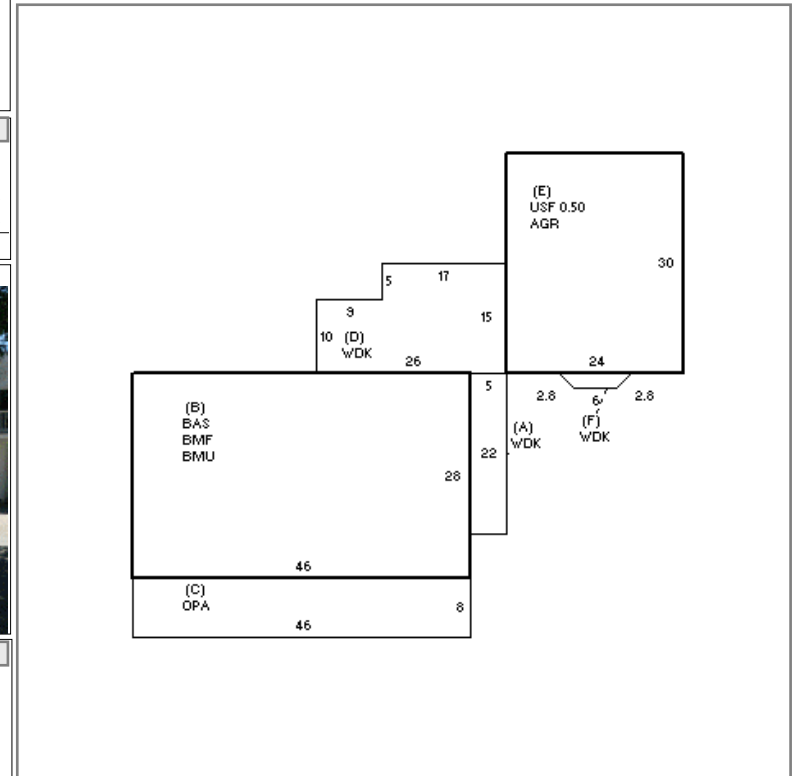 (E)
USF 0.50
AGR
30
24
5
17
9
15
10
(D)
WDK
26
5
2.8
6
2.8
(F)
WDK
(A)
WDK
22
(B)
BAS
BMF
BMU
28
46
(C)
OPA
8
46